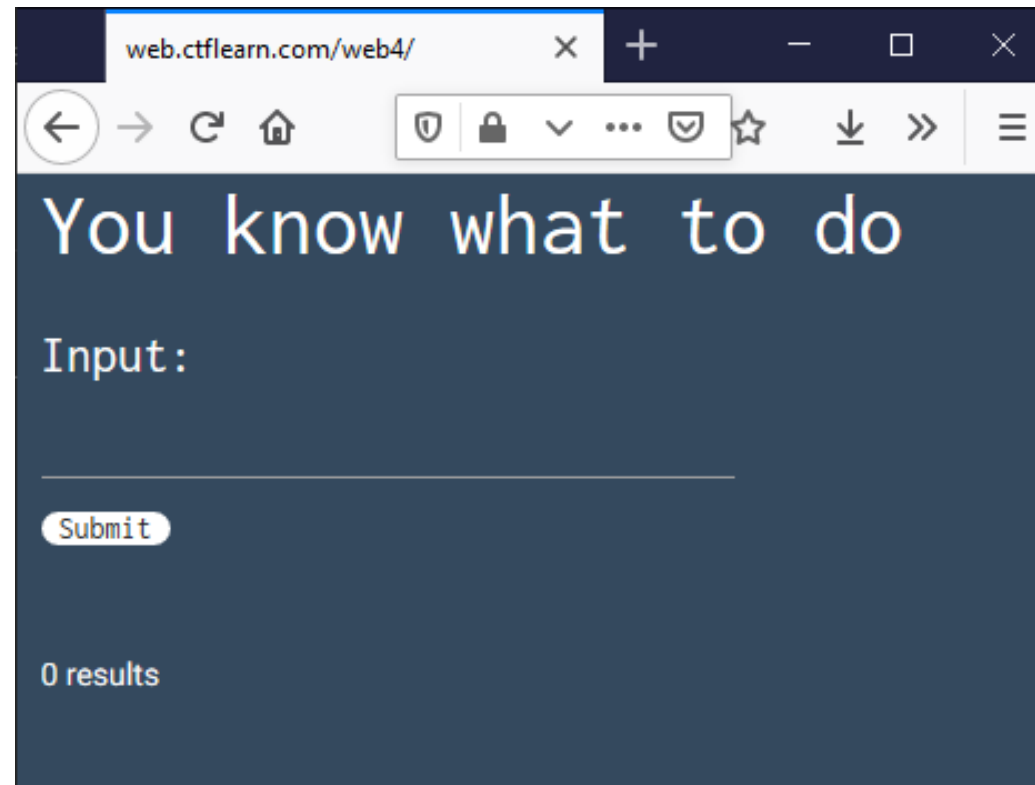 web.ctflearn.com/web4/
You know what to do
Input:
Submit
0 results